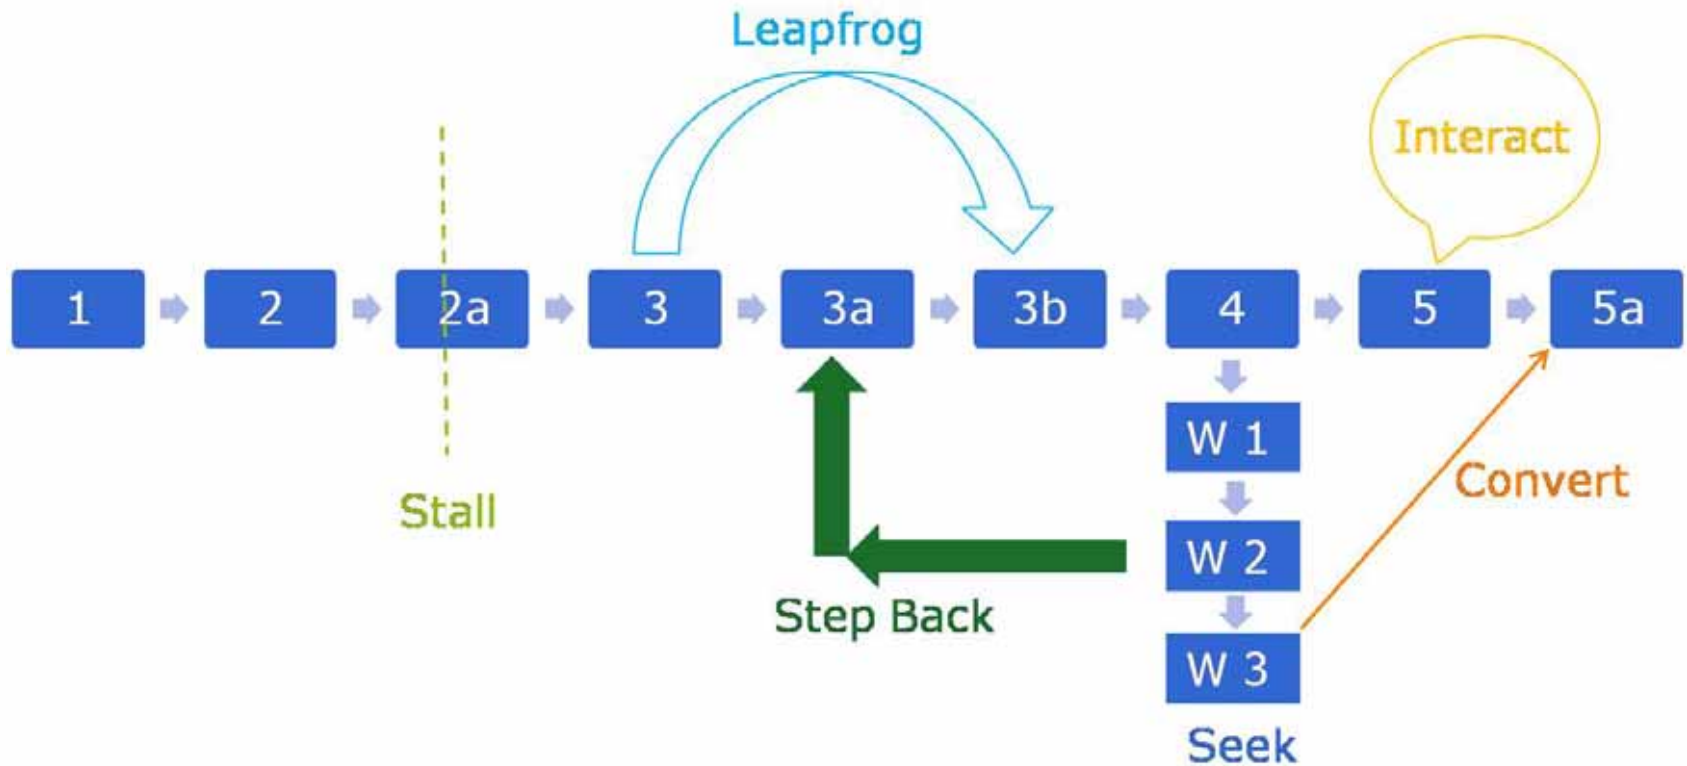 Leapfrog
Interact
1
2
2a
3
3a
3b
4
5
5a
W 1
Convert
Stall
W 2
Step Back
W 3
Seek